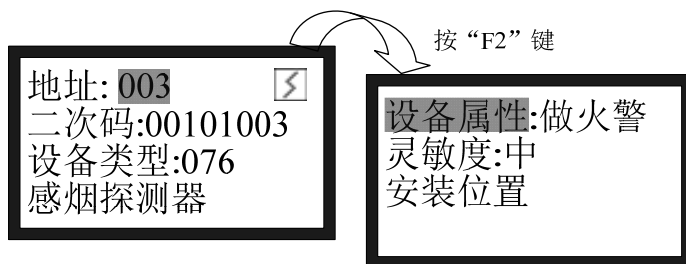 按“F2”键
地址: 003
二次码:00101003
设备类型:076
感烟探测器
设备属性:做火警
灵敏度:中
安装位置